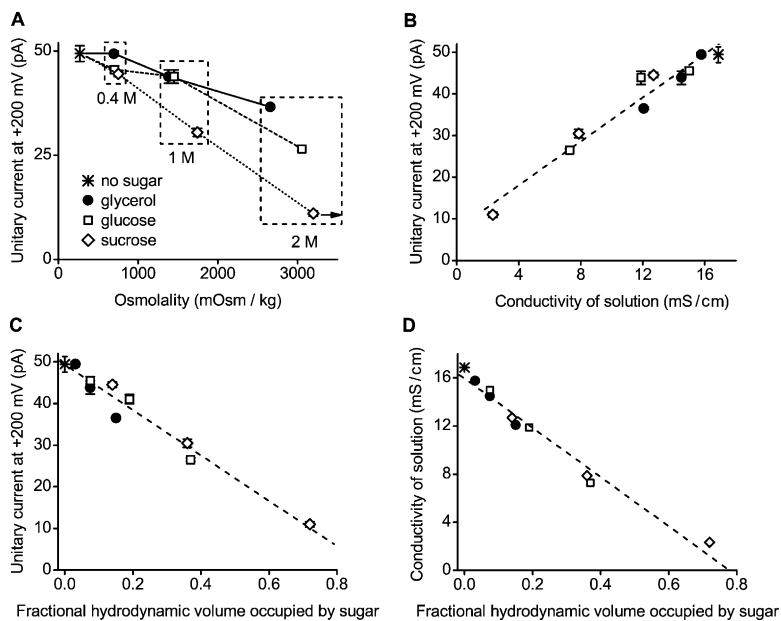 A
Unitary current at +200 mV (pA)
50
25
0
0.4 M
1 M
2 M
no sugar
glycerol
glucose
sucrose
0
1000
2000
3000
Osmolality (mOsm / kg)
B
Unitary current at +200 mV (pA)
50
40
30
20
10
0
0
4
8
12
16
Conductivity of solution (mS/cm)
C
Unitary current at +200 mV (pA)
50
40
30
20
10
0
0.0
0.2
0.4
0.6
0.8
Fractional hydrodynamic volume occupied by sugar
D
Conductivity of solution (mS/cm)
16
12
8
4
0
0.0
0.2
0.4
0.6
0.8
Fractional hydrodynamic volume occupied by sugar